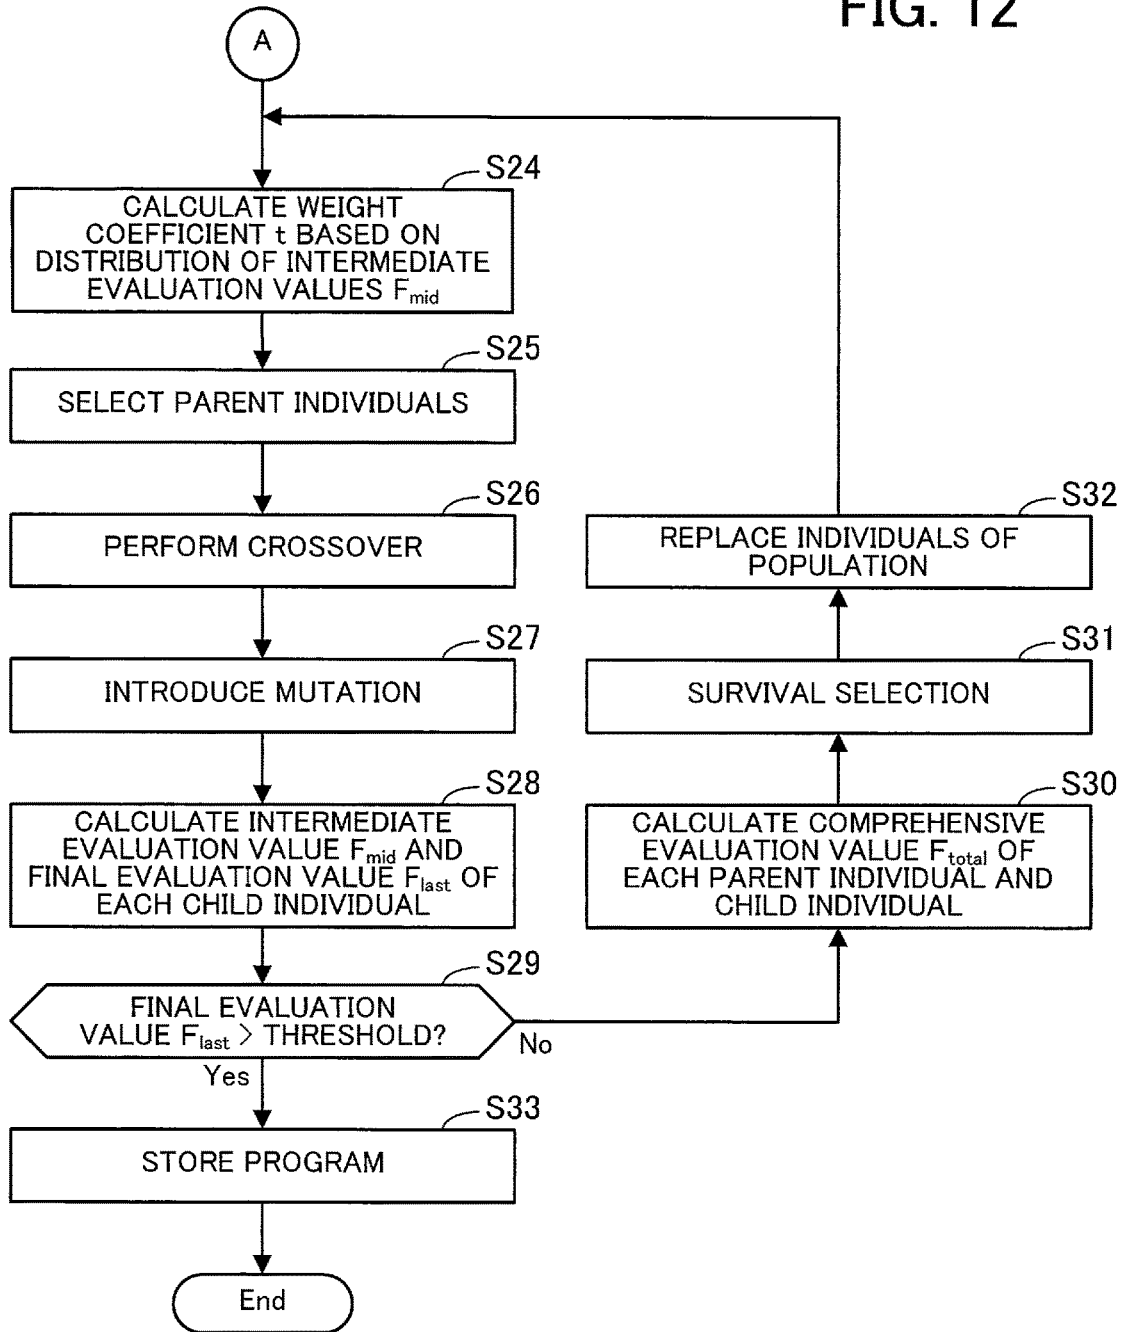 FIG. 12
A
S24
CALCULATE WEIGHT
COEFFICIENT t BASED ON
DISTRIBUTION OF INTERMEDIATE
EVALUATION VALUES Fmid
S25
SELECT PARENT INDIVIDUALS
S26
PERFORM CROSSOVER
S27
INTRODUCE MUTATION
S28
CALCULATE INTERMEDIATE
EVALUATION VALUE Fmid AND
FINAL EVALUATION VALUE Flast OF
EACH CHILD INDIVIDUAL
S29
FINAL EVALUATION
VALUE Flast > THRESHOLD?
No
Yes
S30
CALCULATE COMPREHENSIVE
EVALUATION VALUE Ftotal OF
EACH PARENT INDIVIDUAL AND
CHILD INDIVIDUAL
S31
SURVIVAL SELECTION
S32
REPLACE INDIVIDUALS OF
POPULATION
S33
STORE PROGRAM
End